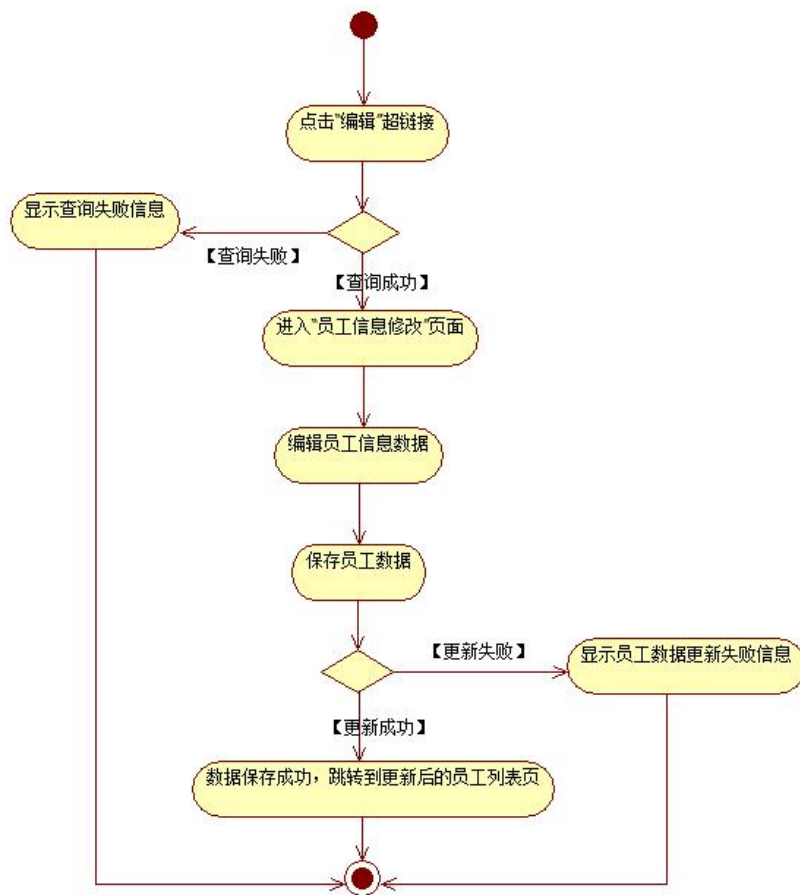 点击"编辑"超链接
显示查询失败信息
【查询失败】
【查询成功】
进入"员工信息修改"页面
编辑员工信息数据
保存员工数据
【更新失败】
显示员工数据更新失败信息
【更新成功】
数据保存成功，跳转到更新后的员工列表页